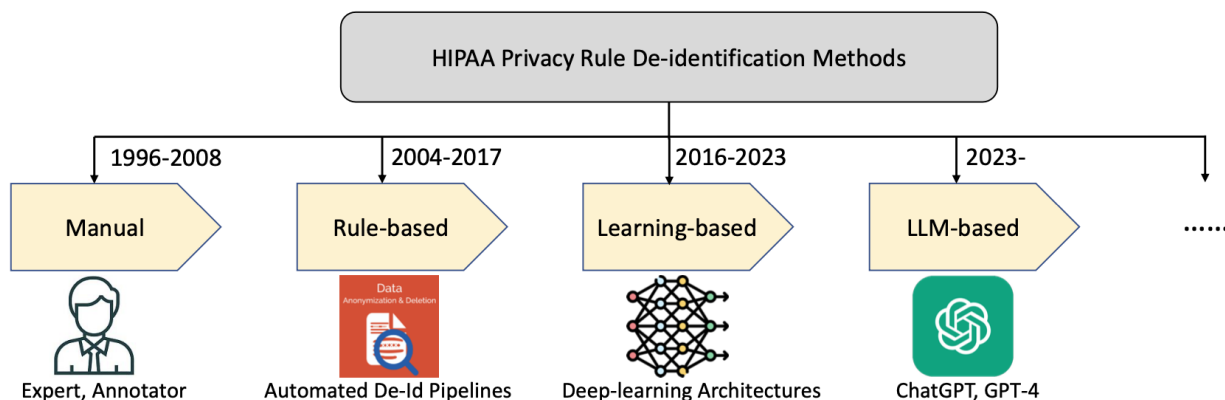 HIPAA Privacy Rule De-identification Methods
1996-2008
2004-2017
2016-2023
2023-
Manual
Rule-based
Learning-based
LLM-based
......
Data
Anonymization & Deletion
Expert, Annotator
Automated De-Id Pipelines
Deep-learning Architectures
ChatGPT, GPT-4